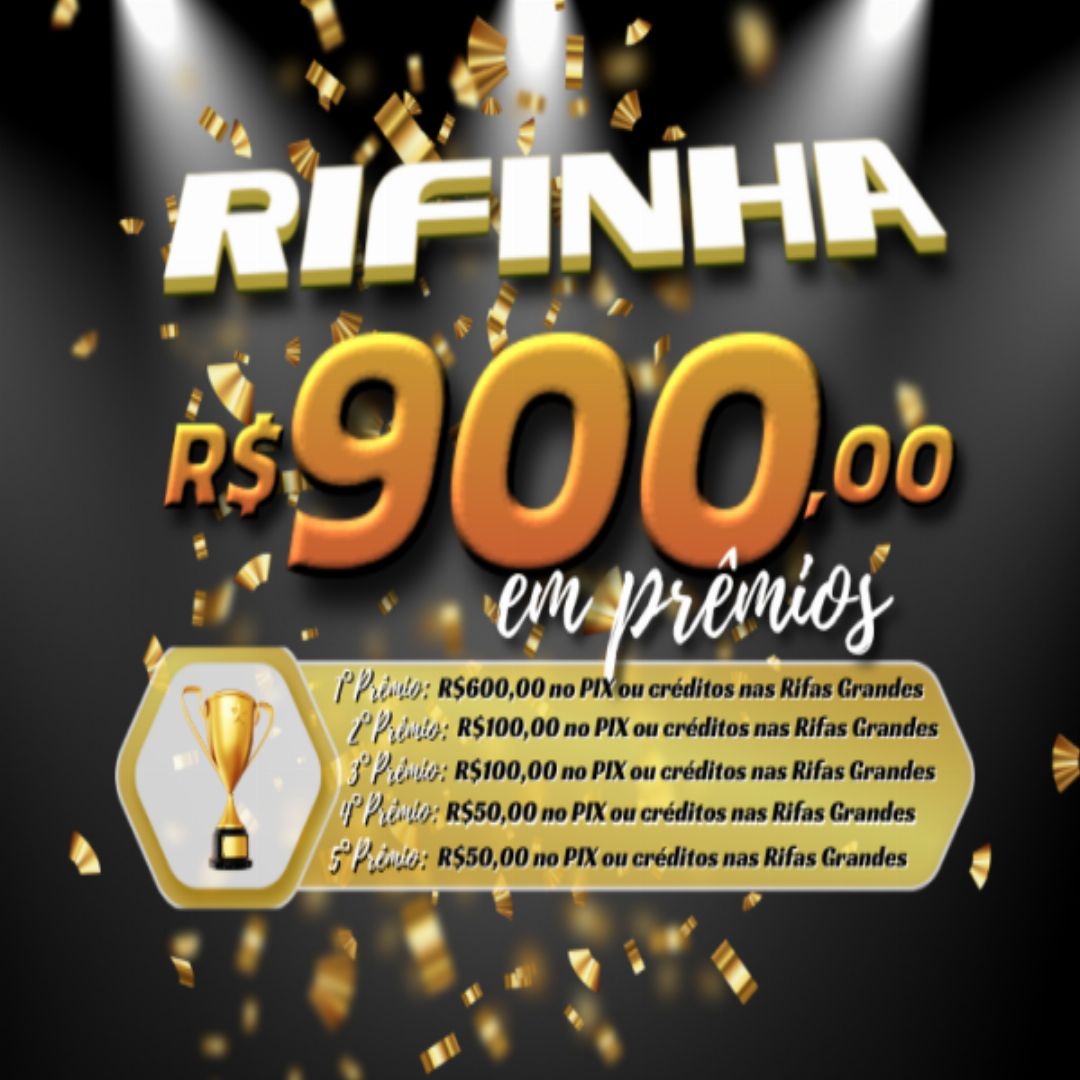 RIFINHA
R$900,00
em prêmios
1º Prêmio: R$600,00 no PIX ou créditos nas Rifas Grandes
2º Prêmio: R$100,00 no PIX ou créditos nas Rifas Grandes
3º Prêmio: R$100,00 no PIX ou créditos nas Rifas Grandes
4º Prêmio: R$50,00 no PIX ou créditos nas Rifas Grandes
5º Prêmio: R$50,00 no PIX ou créditos nas Rifas Grandes